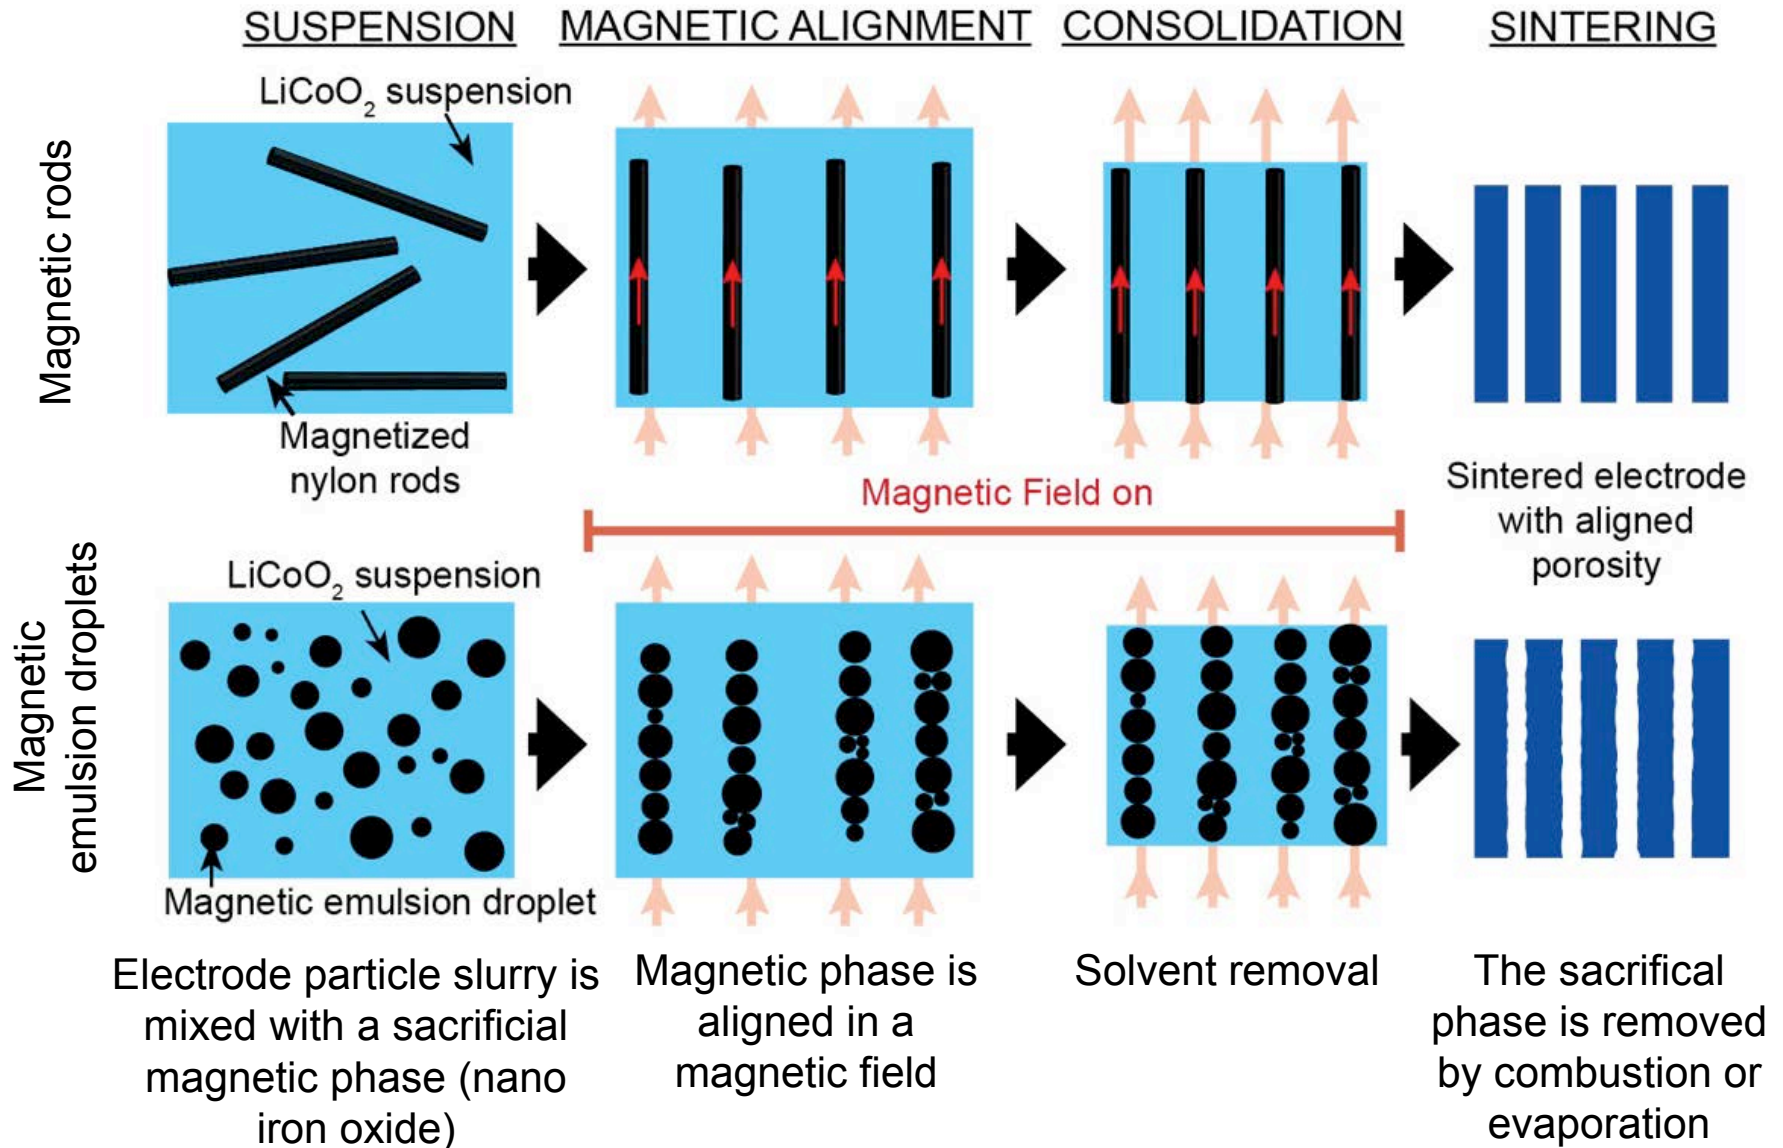 SUSPENSION
MAGNETIC ALIGNMENT
CONSOLIDATION
SINTERING
Magnetic rods
LiCoO₂ suspension
Magnetized
nylon rods
Magnetic Field on
Sintered electrode
with aligned
porosity
Magnetic
emulsion droplets
LiCoO₂ suspension
Magnetic emulsion droplet
Electrode particle slurry is
mixed with a sacrificial
magnetic phase (nano
iron oxide)
Magnetic phase is
aligned in a
magnetic field
Solvent removal
The sacrifical
phase is removed
by combustion or
evaporation